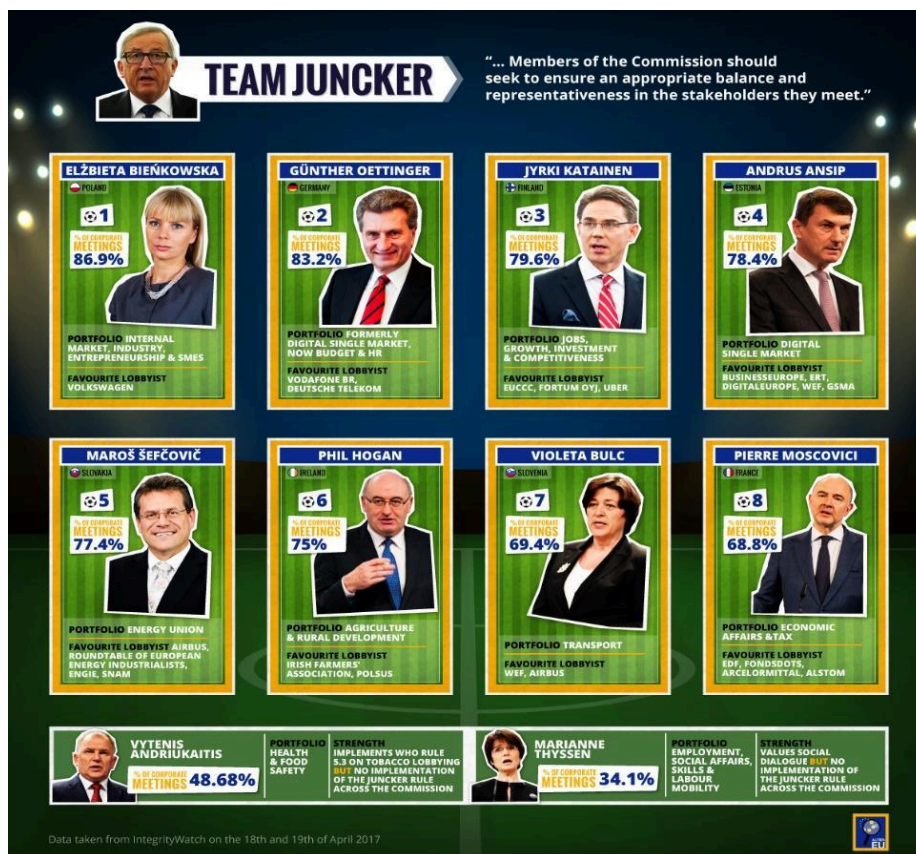 TEAM JUNCKER
“... Members of the Commission should
seek to ensure an appropriate balance and
representativeness in the stakeholders they meet.”
ELŻBIETA BIEŃKOWSKA
POLAND
1
% OF CORPORATE
MEETINGS
86.9%
PORTFOLIO INTERNAL
MARKET, INDUSTRY,
ENTREPRENEURSHIP & SMES
FAVOURITE LOBBYIST
VOLKSWAGEN
GÜNTHER OETTINGER
GERMANY
2
% OF CORPORATE
MEETINGS
83.2%
PORTFOLIO FORMERLY
DIGITAL SINGLE MARKET,
NOW BUDGET & HR
FAVOURITE LOBBYIST
VODAFONE BR,
DEUTSCHE TELEKOM
JYRKI KATAINEN
FINLAND
3
% OF CORPORATE
MEETINGS
79.6%
PORTFOLIO JOBS,
GROWTH, INVESTMENT
& COMPETITIVENESS
FAVOURITE LOBBYIST
EUCCC, FORTUM OYJ, UBER
ANDRUS ANSIP
ESTONIA
4
% OF CORPORATE
MEETINGS
78.4%
PORTFOLIO DIGITAL
SINGLE MARKET
FAVOURITE LOBBYIST
BUSINESSEUROPE, ERT,
DIGITALEUROPE, WEF, GSMA
MAROŠ ŠEFČOVIČ
SLOVAKIA
5
% OF CORPORATE
MEETINGS
77.4%
PORTFOLIO ENERGY UNION
FAVOURITE LOBBYIST AIRBUS,
ROUNDTABLE OF EUROPEAN
ENERGY INDUSTRIALISTS,
ENGIE, SNAM
PHIL HOGAN
IRELAND
6
% OF CORPORATE
MEETINGS
75%
PORTFOLIO AGRICULTURE
& RURAL DEVELOPMENT
FAVOURITE LOBBYIST
IRISH FARMERS'
ASSOCIATION, POLSUS
VIOLETA BULC
SLOVENIA
7
% OF CORPORATE
MEETINGS
69.4%
PORTFOLIO TRANSPORT
FAVOURITE LOBBYIST
WEF, AIRBUS
PIERRE MOSCOVICI
FRANCE
8
% OF CORPORATE
MEETINGS
68.8%
PORTFOLIO ECONOMIC
AFFAIRS &TAX
FAVOURITE LOBBYIST
EDF, FONDSDOTS,
ARCELORMITTAL, ALSTOM
VYTENIS
ANDRIUKAITIS
% OF CORPORATE
MEETINGS 48.68%
PORTFOLIO
HEALTH
& FOOD
SAFETY
STRENGTH
IMPLEMENTS WHO RULE
5.3 ON TOBACCO LOBBYING
BUT NO IMPLEMENTATION
OF THE JUNCKER RULE
ACROSS THE COMMISSION
MARIANNE
THYSSEN
% OF CORPORATE
MEETINGS 34.1%
PORTFOLIO
EMPLOYMENT,
SOCIAL AFFAIRS,
SKILLS &
LABOUR
MOBILITY
STRENGTH
VALUES SOCIAL
DIALOGUE BUT NO
IMPLEMENTATION OF
THE JUNCKER RULE
ACROSS THE COMMISSION
Data taken from IntegrityWatch on the 18th and 19th of April 2017
ALTER
EU